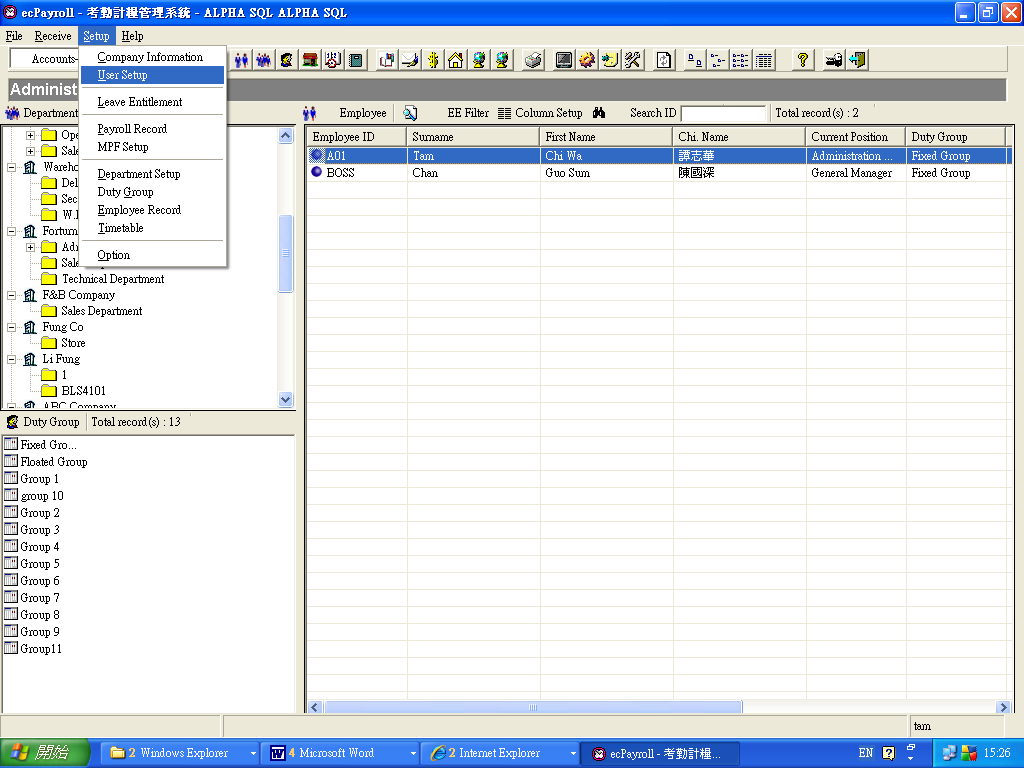 ecPayroll - 考勤計糧管理系統 - ALPHA SQL ALPHA SQL
File Receive Setup Help
Accounts-
Company Information
User Setup
Leave Entitlement
Payroll Record
MPF Setup
Department Setup
Duty Group
Employee Record
Timetable
Option
Administ
Department
Employee EE Filter Column Setup Search ID Total record(s) : 2
Employee ID Surname First Name Chi. Name Current Position Duty Group
A01 Tam Chi Wa 譚志華 Administration ... Fixed Group
BOSS Chan Guo Sum 陳國深 General Manager Fixed Group
Ope
Sale
Wareho
Del
Sec
W.
Fortun
Adm
Sale
Technical Department
F&B Company
Sales Department
Fung Co
Store
Li Fung
1
BLS4101
ABC Company
Duty Group Total record(s) : 13
Fixed Gro...
Floated Group
Group 1
group 10
Group 2
Group 3
Group 4
Group 5
Group 6
Group 7
Group 8
Group 9
Group11
tam
開始 2 Windows Explorer 4 Microsoft Word 2 Internet Explorer ecPayroll - 考勤計糧... EN 15:26